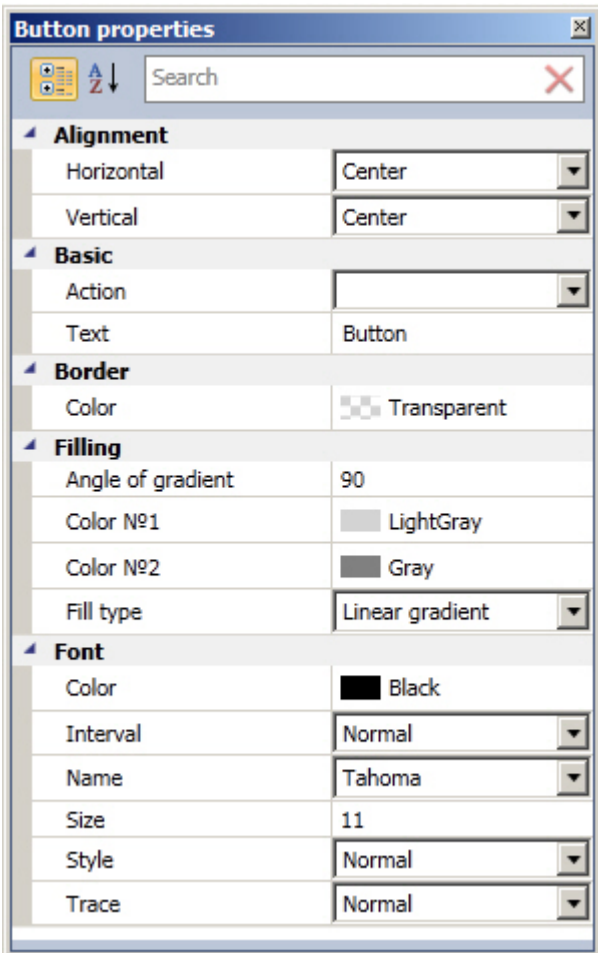 Button properties
A Z Search
Alignment
Horizontal Center
Vertical Center
Basic
Action
Text Button
Border
Color Transparent
Filling
Angle of gradient 90
Color №1 LightGray
Color №2 Gray
Fill type Linear gradient
Font
Color Black
Interval Normal
Name Tahoma
Size 11
Style Normal
Trace Normal